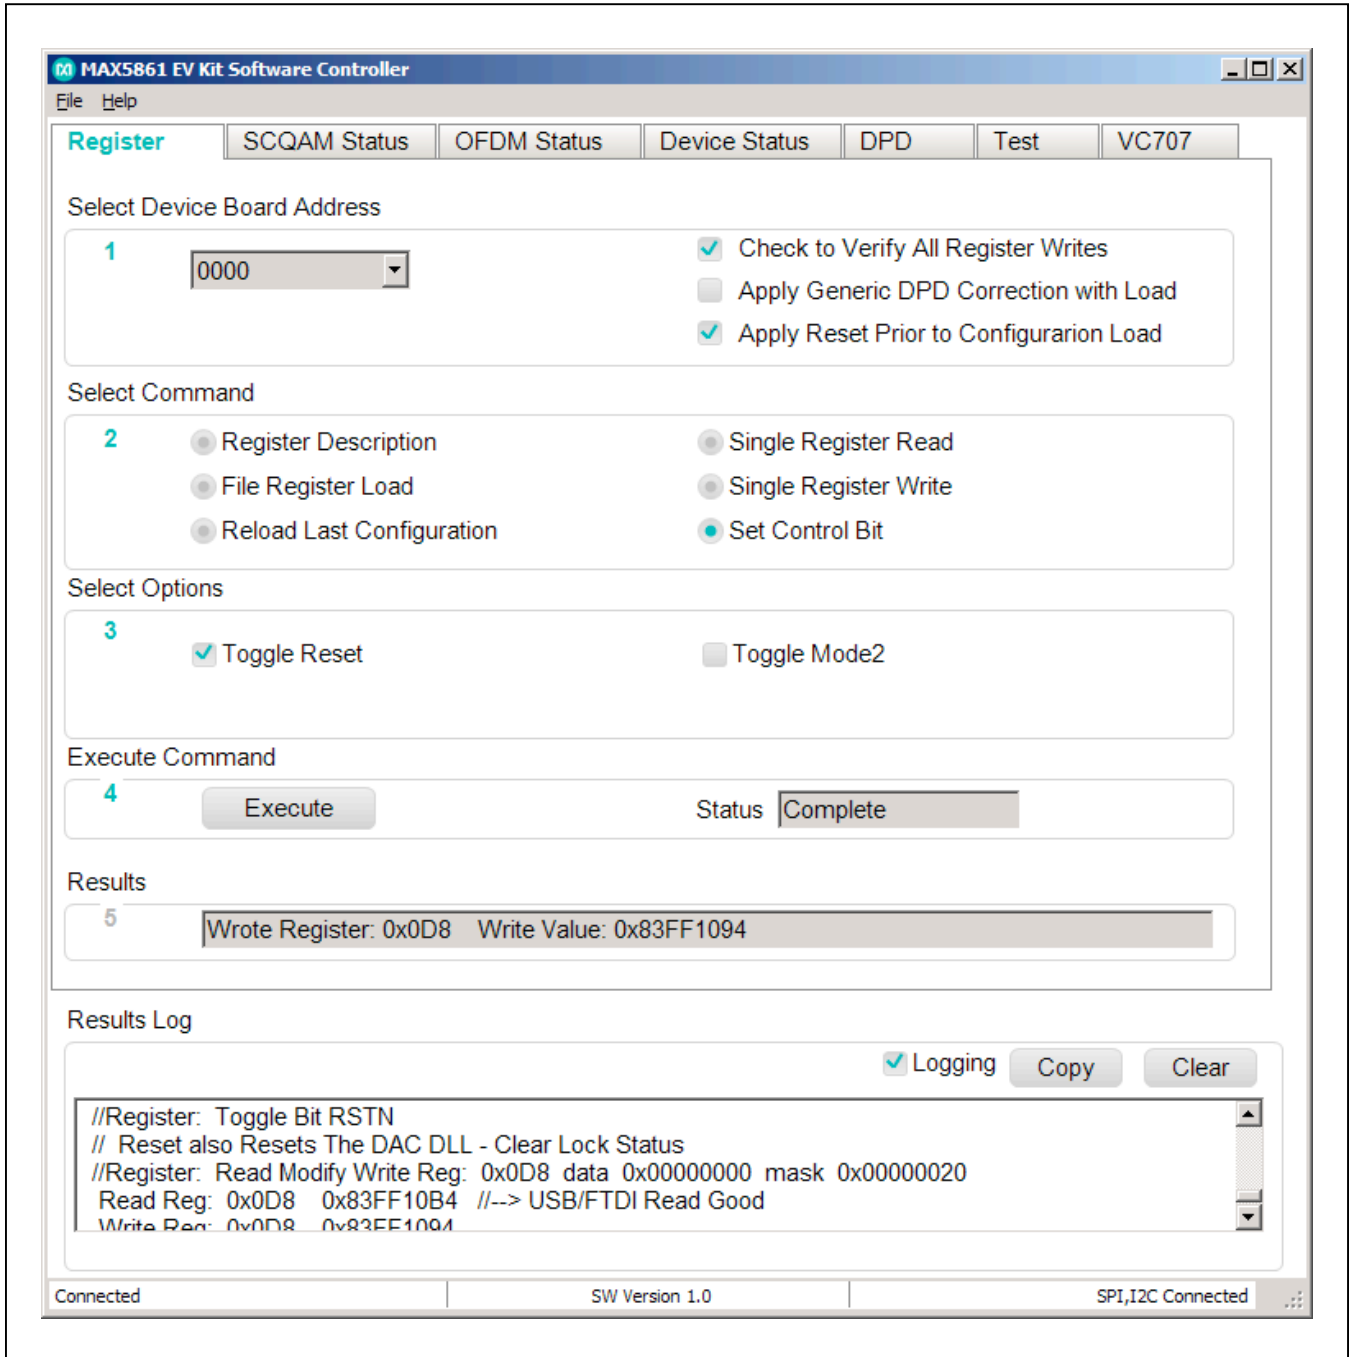 MAX5861 EV Kit Software Controller
File Help
Register SCQAM Status OFDM Status Device Status DPD Test VC707
Select Device Board Address
1
0000
Check to Verify All Register Writes
Apply Generic DPD Correction with Load
Apply Reset Prior to Configurarion Load
Select Command
2
Register Description Single Register Read
File Register Load Single Register Write
Reload Last Configuration Set Control Bit
Select Options
3
Toggle Reset Toggle Mode2
Execute Command
4
Execute Status Complete
Results
5
Wrote Register: 0x0D8 Write Value: 0x83FF1094
Results Log
Logging Copy Clear
//Register: Toggle Bit RSTN
// Reset also Resets The DAC DLL - Clear Lock Status
//Register: Read Modify Write Reg: 0x0D8 data 0x00000000 mask 0x00000020
Read Reg: 0x0D8 0x83FF10B4 //--> USB/FTDI Read Good
Write Reg: 0x0D8 0x83FF1094
Connected SW Version 1.0 SPI,I2C Connected